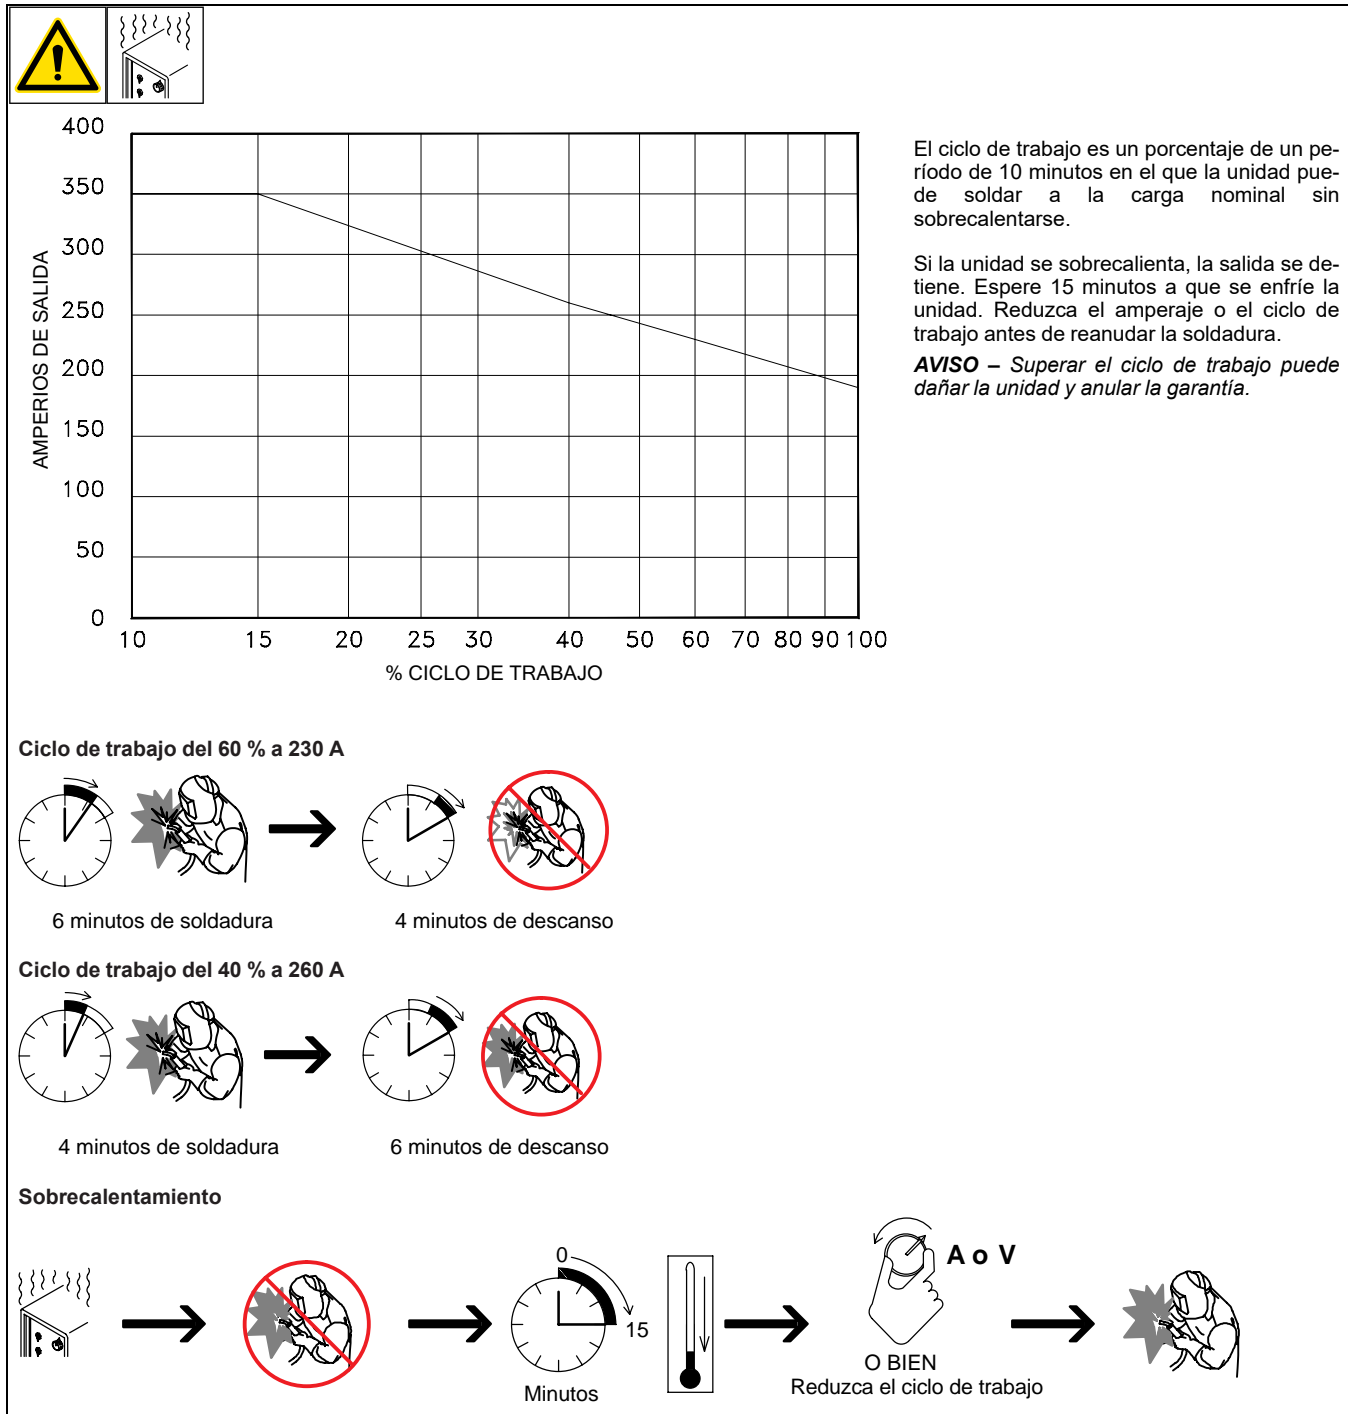 400
350
300
250
200
150
100
50
0
AMPERIOS DE SALIDA
10 15 20 25 30 40 50 60 70 80 90 100
% CICLO DE TRABAJO
El ciclo de trabajo es un porcentaje de un pe-
ríodo de 10 minutos en el que la unidad pue-
de soldar a la carga nominal sin
sobrecalentarse.
Si la unidad se sobrecalienta, la salida se de-
tiene. Espere 15 minutos a que se enfríe la
unidad. Reduzca el amperaje o el ciclo de
trabajo antes de reanudar la soldadura.
AVISO – Superar el ciclo de trabajo puede
dañar la unidad y anular la garantía.
Ciclo de trabajo del 60 % a 230 A
6 minutos de soldadura
4 minutos de descanso
Ciclo de trabajo del 40 % a 260 A
4 minutos de soldadura
6 minutos de descanso
Sobrecalentamiento
0
15
Minutos
A o V
O BIEN
Reduzca el ciclo de trabajo